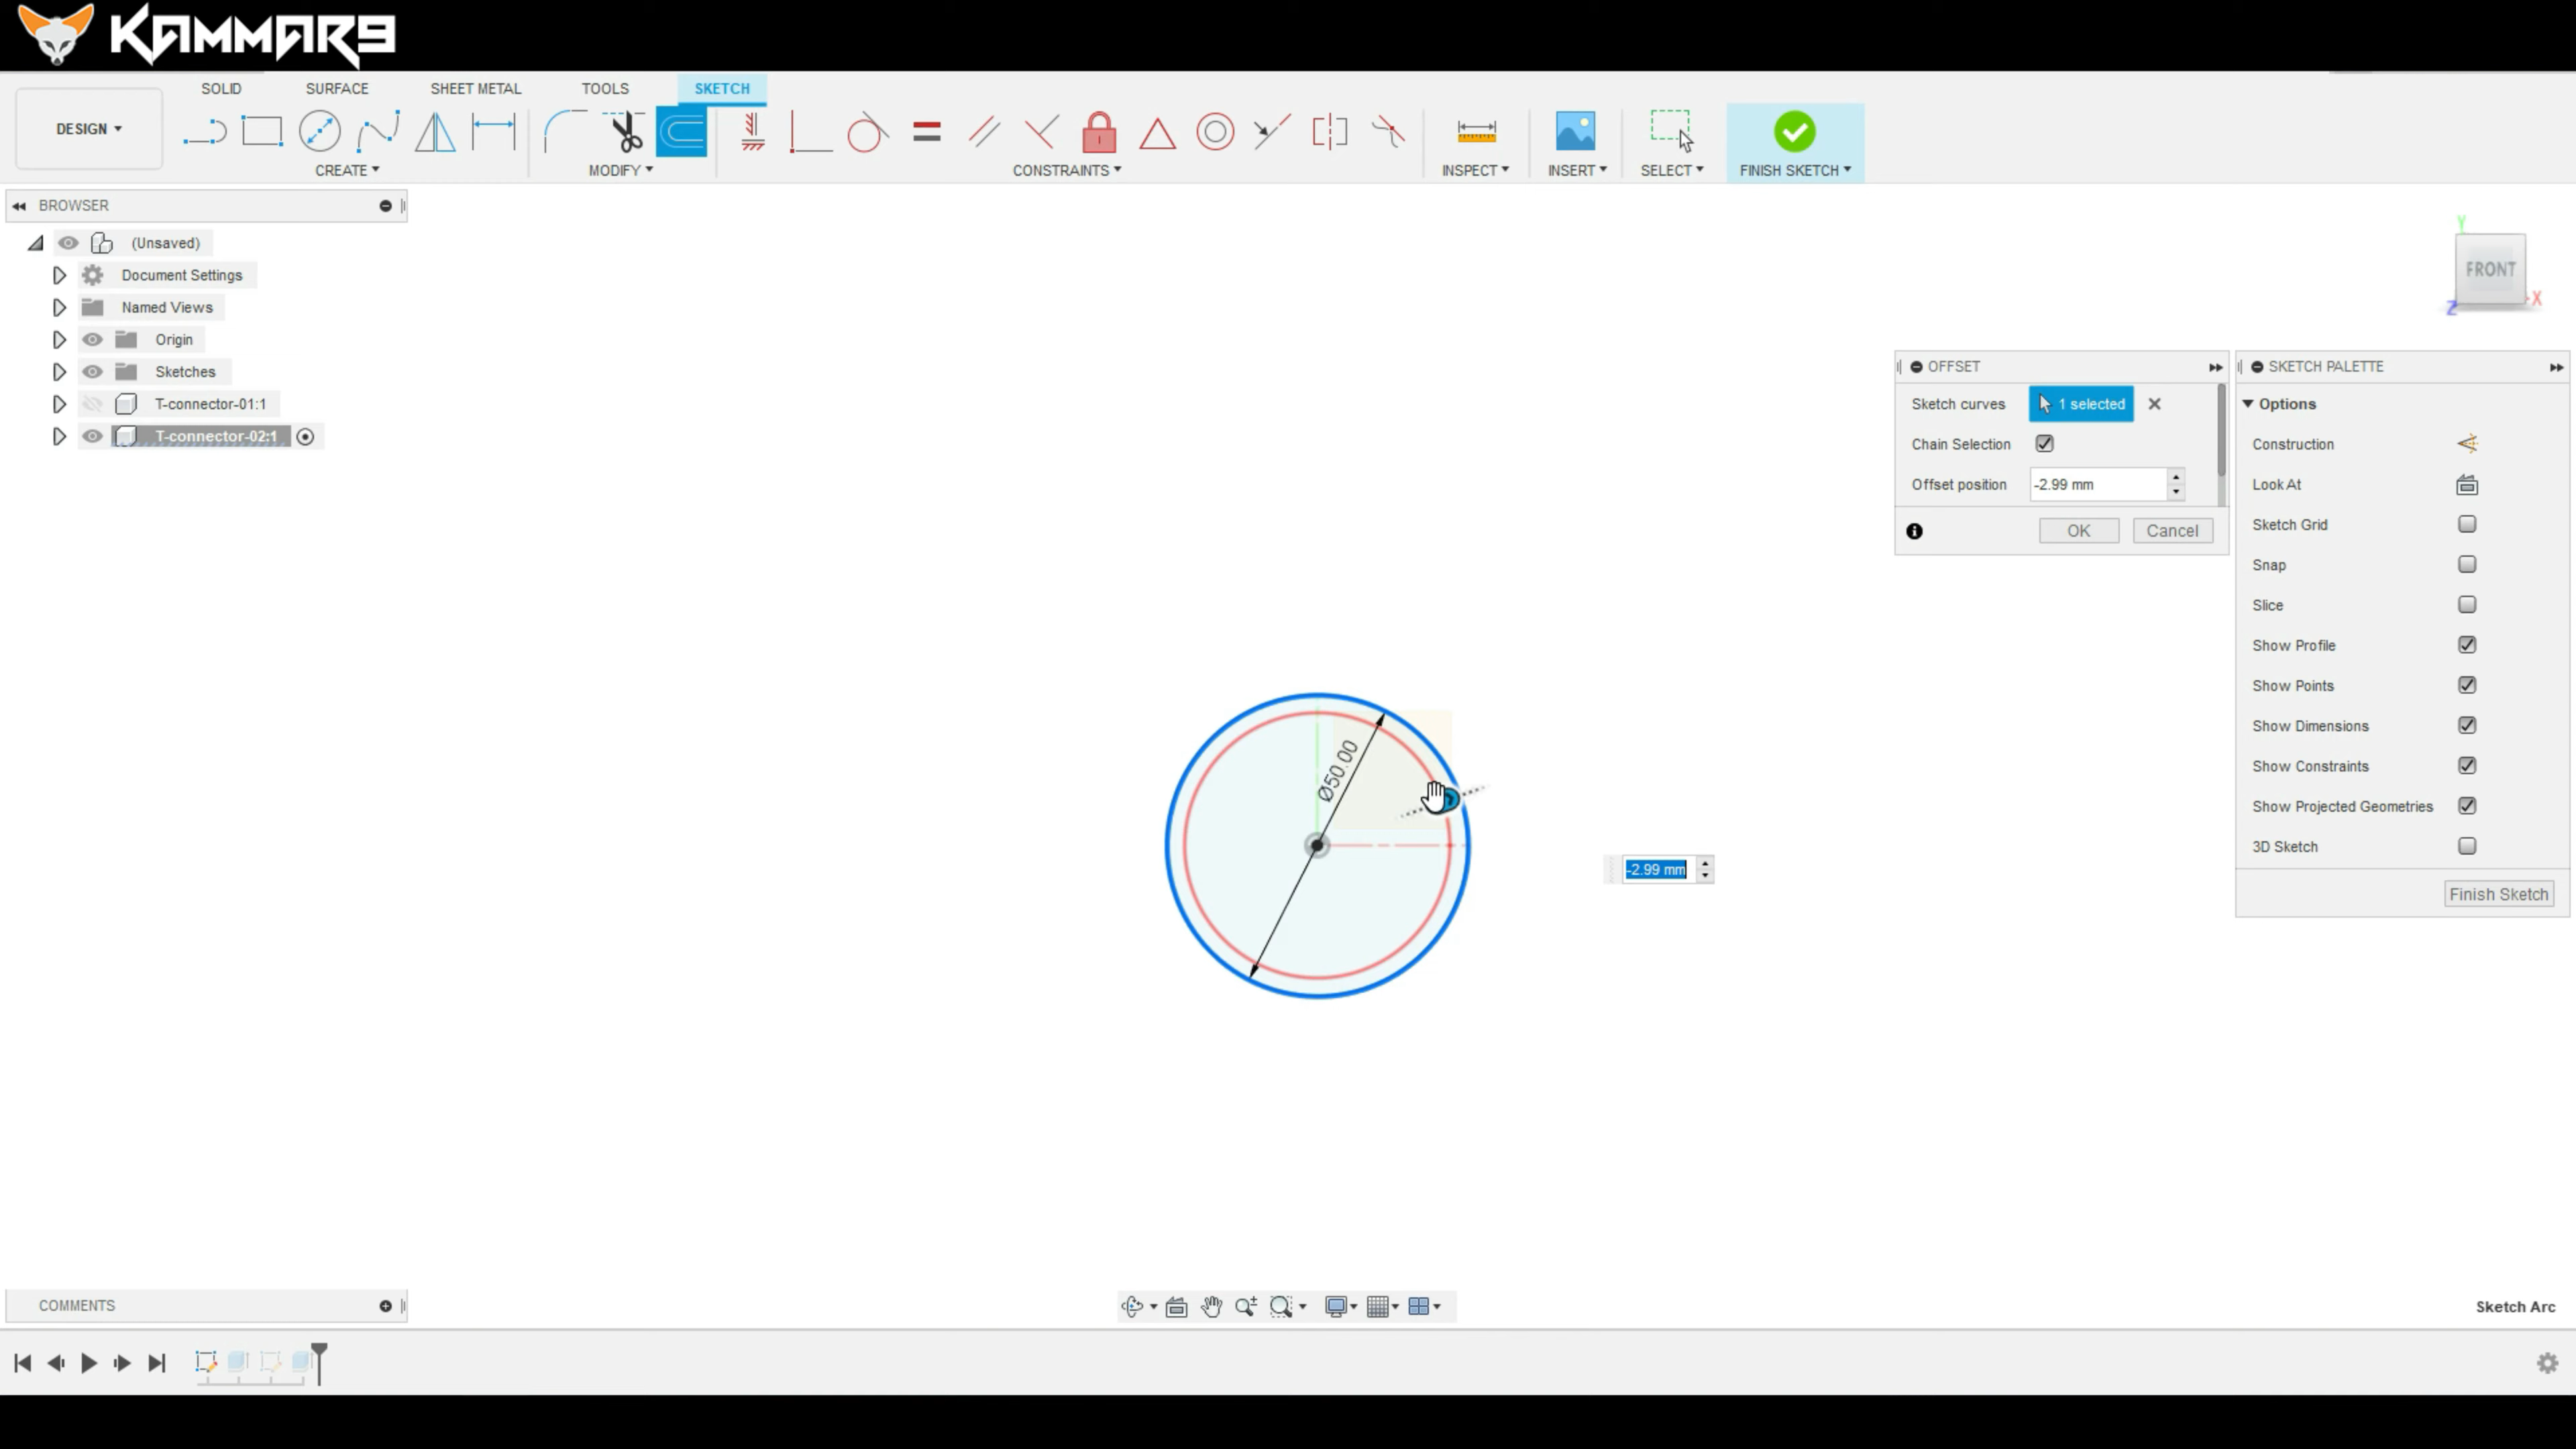 KAMMAR9
SOLID SURFACE SHEET METAL TOOLS SKETCH
DESIGN
CREATE MODIFY CONSTRAINTS INSPECT INSERT SELECT FINISH SKETCH
BROWSER
(Unsaved)
Document Settings
Named Views
Origin
Sketches
T-connector-01:1
T-connector-02:1
Y
FRONT
Z X
OFFSET
Sketch curves 1 selected
Chain Selection
Offset position -2.99 mm
OK Cancel
SKETCH PALETTE
Options
Construction
Look At
Sketch Grid
Snap
Slice
Show Profile
Show Points
Show Dimensions
Show Constraints
Show Projected Geometries
3D Sketch
Finish Sketch
Ø50.00
-2.99 mm
COMMENTS
Sketch Arc